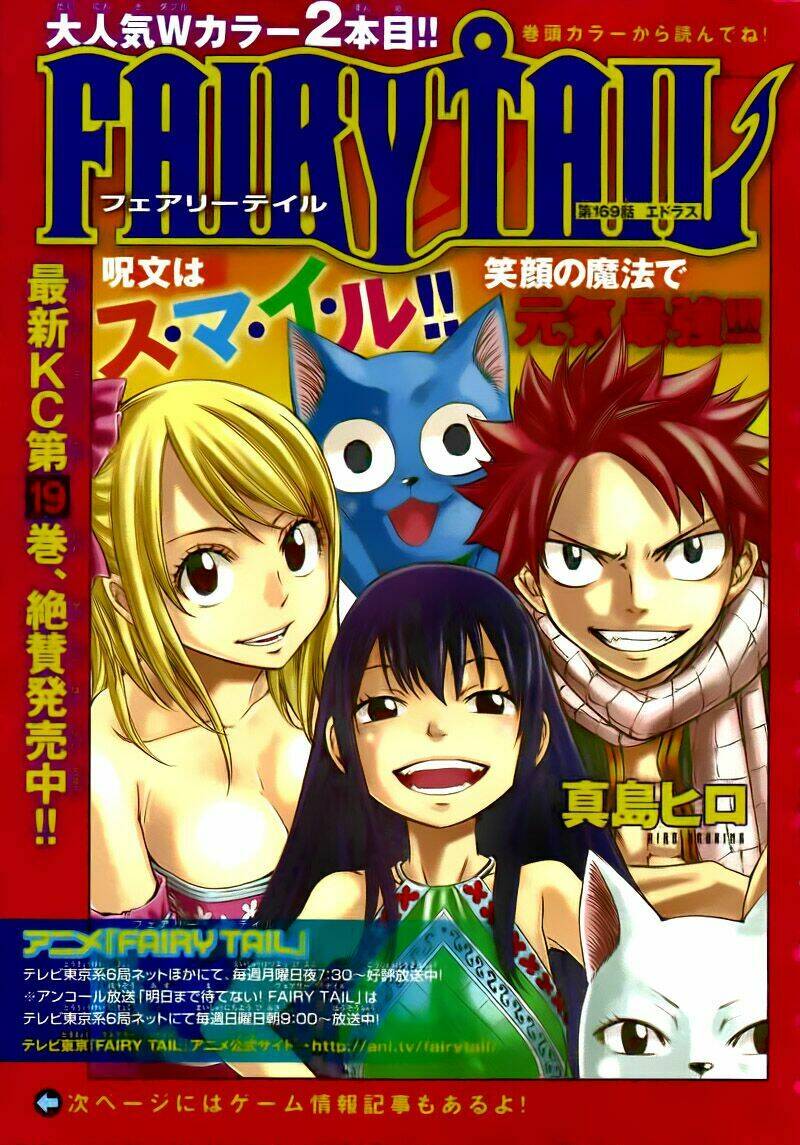 大人気Wカラー2本目!!
巻頭カラーから読んでね!
FAIRY TAIL
フェアリーテイル
第169話 エドラス
呪文は
ス・マ・イ・ル!!
笑顔の魔法で
元気最強!!!
最新KC第19巻、絶賛発売中!!
真島ヒロ
HIRO MASHIMA
アニメ「FAIRY TAIL」
テレビ東京系6局ネットほかにて、毎週月曜日夜7:30〜好評放送中!
※アンコール放送「明日まで待てない! FAIRY TAIL」は
テレビ東京系6局ネットにて毎週日曜日朝9:00〜放送中!
テレビ東京「FAIRY TAIL」アニメ公式サイト→http://ani.tv/fairytail/
次ページにはゲーム情報記事もあるよ!